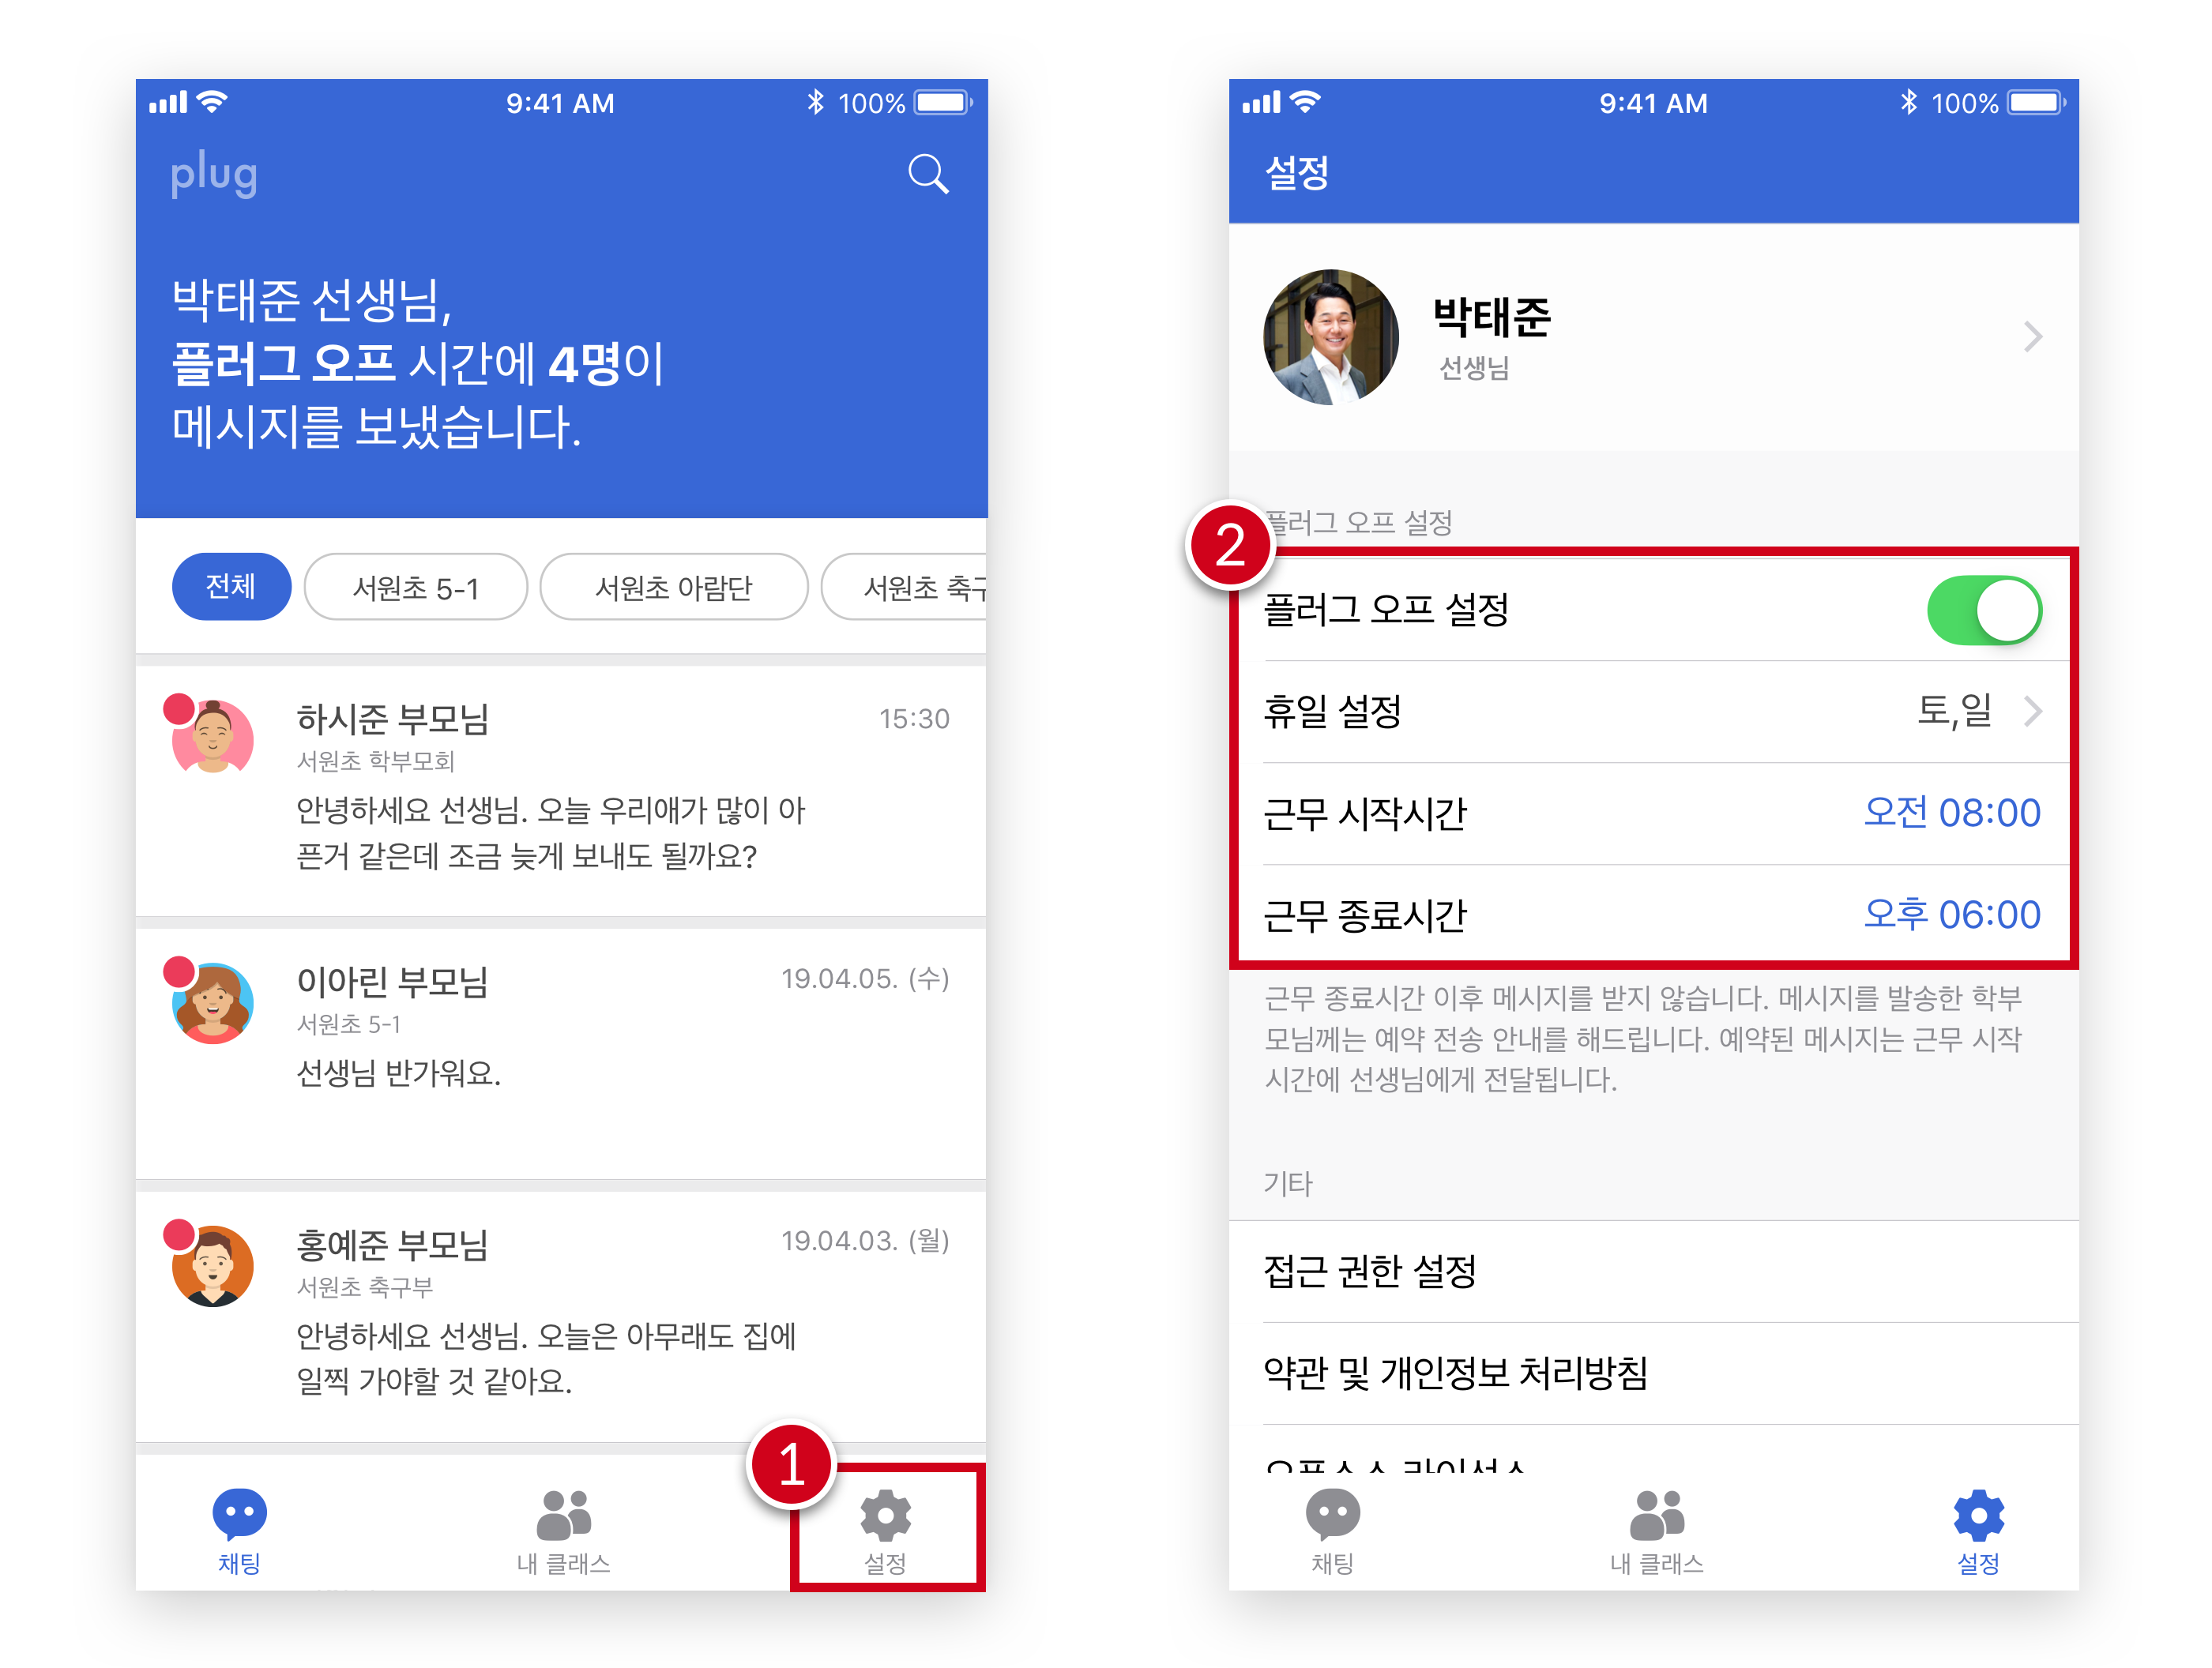 9:41 AM
100%
plug
박태준 선생님,
플러그 오프 시간에 4명이
메시지를 보냈습니다.
전체
서원초 5-1
서원초 아람단
서원초
하시준 부모님
15:30
서원초 학부모회
안녕하세요 선생님. 오늘 우리애가 많이 아
픈거 같은데 조금 늦게 보내도 될까요?
이아린 부모님
19.04.05. (수)
서원초 5-1
선생님 반가워요.
홍예준 부모님
19.04.03. (월)
서원초 축구부
안녕하세요 선생님. 오늘은 아무래도 집에
일찍 가야할 것 같아요.
1
채팅
내 클래스
설정
9:41 AM
100%
설정
박태준
선생님
플러그 오프 설정
2
플러그 오프 설정
휴일 설정
토,일
근무 시작시간
오전 08:00
근무 종료시간
오후 06:00
근무 종료시간 이후 메시지를 받지 않습니다. 메시지를 발송한 학부
모님께는 예약 전송 안내를 해드립니다. 예약된 메시지는 근무 시작
시간에 선생님에게 전달됩니다.
기타
접근 권한 설정
약관 및 개인정보 처리방침
채팅
내 클래스
설정